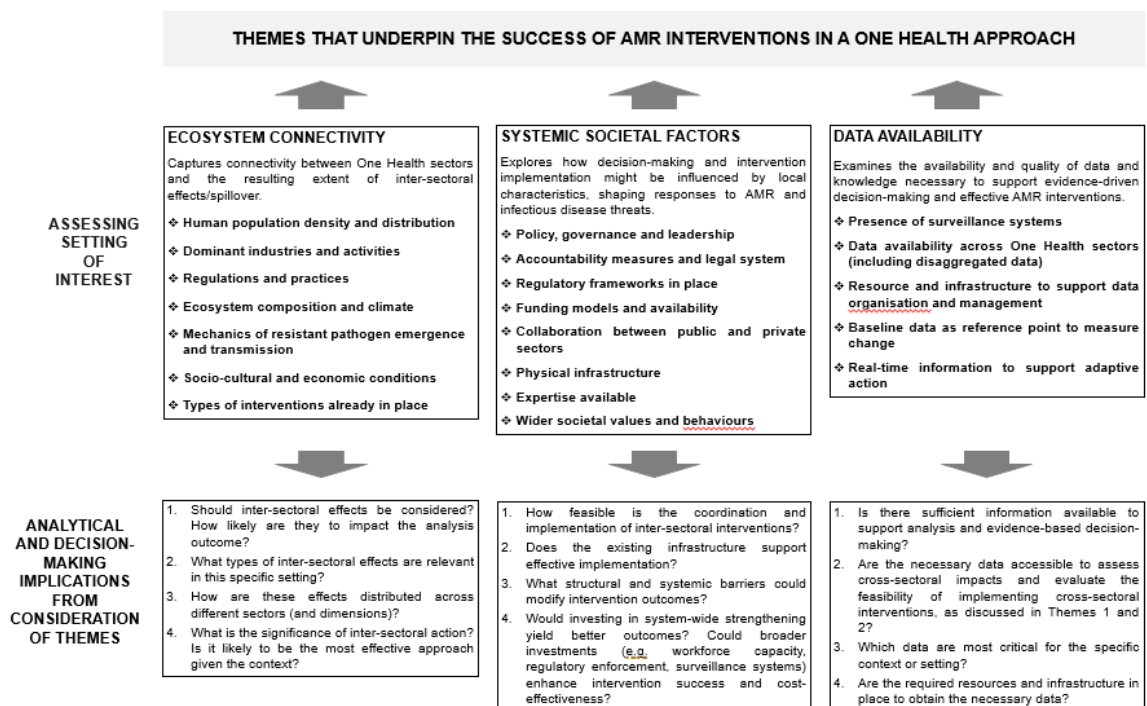 THEMES THAT UNDERPIN THE SUCCESS OF AMR INTERVENTIONS IN A ONE HEALTH APPROACH
ASSESSING
SETTING
OF
INTEREST
ECOSYSTEM CONNECTIVITY
Captures connectivity between One Health sectors
and the resulting extent of inter-sectoral
effects/spillover.
❖ Human population density and distribution
❖ Dominant industries and activities
❖ Regulations and practices
❖ Ecosystem composition and climate
❖ Mechanics of resistant pathogen emergence
and transmission
❖ Socio-cultural and economic conditions
❖ Types of interventions already in place
SYSTEMIC SOCIETAL FACTORS
Explores how decision-making and intervention
implementation might be influenced by local
characteristics, shaping responses to AMR and
infectious disease threats.
❖ Policy, governance and leadership
❖ Accountability measures and legal system
❖ Regulatory frameworks in place
❖ Funding models and availability
❖ Collaboration between public and private
sectors
❖ Physical infrastructure
❖ Expertise available
❖ Wider societal values and behaviours
DATA AVAILABILITY
Examines the availability and quality of data and
knowledge necessary to support evidence-driven
decision-making and effective AMR interventions.
❖ Presence of surveillance systems
❖ Data availability across One Health sectors
(including disaggregated data)
❖ Resource and infrastructure to support data
organisation and management
❖ Baseline data as reference point to measure
change
❖ Real-time information to support adaptive
action
ANALYTICAL
AND DECISION-
MAKING
IMPLICATIONS
FROM
CONSIDERATION
OF THEMES
1. Should inter-sectoral effects be considered?
How likely are they to impact the analysis
outcome?
2. What types of inter-sectoral effects are relevant
in this specific setting?
3. How are these effects distributed across
different sectors (and dimensions)?
4. What is the significance of inter-sectoral action?
Is it likely to be the most effective approach
given the context?
1. How feasible is the coordination and
implementation of inter-sectoral interventions?
2. Does the existing infrastructure support
effective implementation?
3. What structural and systemic barriers could
modify intervention outcomes?
4. Would investing in system-wide strengthening
yield better outcomes? Could broader
investments (e.g. workforce capacity,
regulatory enforcement, surveillance systems)
enhance intervention success and cost-
effectiveness?
1. Is there sufficient information available to
support analysis and evidence-based decision-
making?
2. Are the necessary data accessible to assess
cross-sectoral impacts and evaluate the
feasibility of implementing cross-sectoral
interventions, as discussed in Themes 1 and
2?
3. Which data are most critical for the specific
context or setting?
4. Are the required resources and infrastructure in
place to obtain the necessary data?